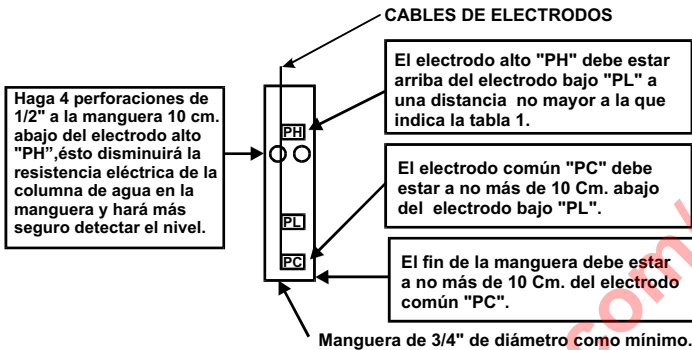 CABLES DE ELECTRODOS
El electrodo alto "PH" debe estar
arriba del electrodo bajo "PL" a
una distancia no mayor a la que
indica la tabla 1.
Haga 4 perforaciones de
1/2" a la manguera 10 cm.
abajo del electrodo alto
"PH",ésto disminuirá la
resistencia eléctrica de la
columna de agua en la
manguera y hará más
seguro detectar el nivel.
PH
PL
PC
El electrodo común "PC" debe
estar a no más de 10 Cm. abajo
del electrodo bajo "PL".
El fin de la manguera debe estar
a no más de 10 Cm. del electrodo
común "PC".
Manguera de 3/4" de diámetro como mínimo.
com/